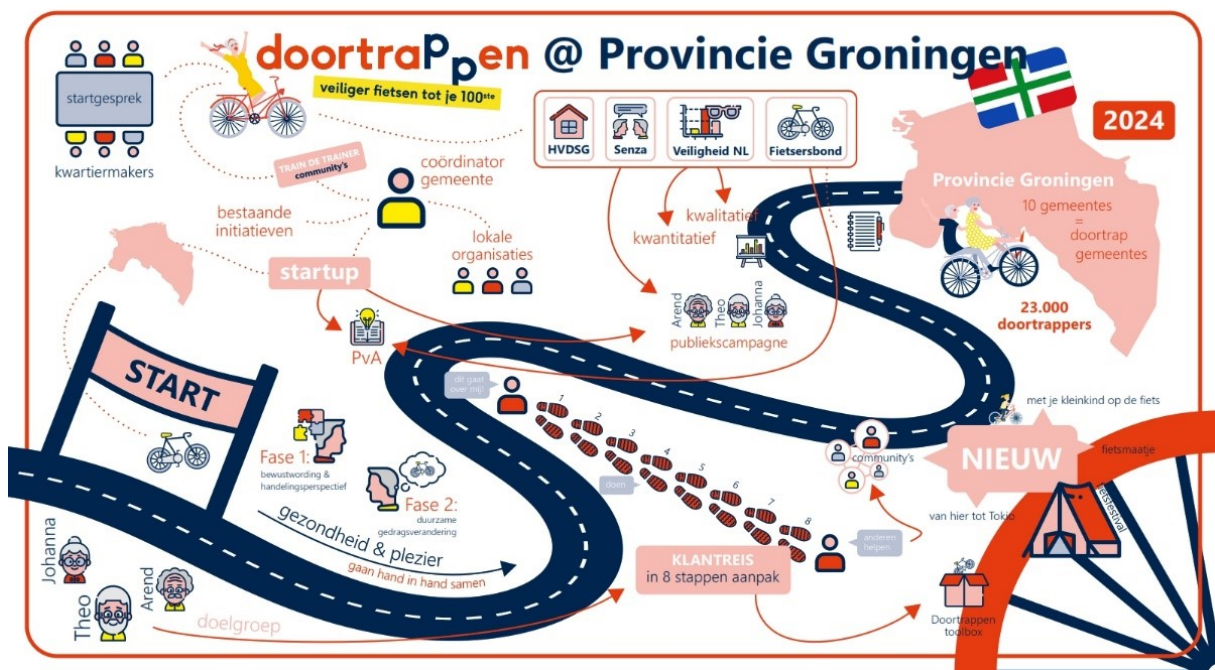 doortrappen @ Provincie Groningen
veiliger fietsen tot je 100ste
startgesprek
kwartiermakers
TRAIN DE TRAINER
community's
coördinator
gemeente
bestaande
initiatieven
lokale
organisaties
startup
PvA
HVDSG
Senza
Veiligheid NL
Fietsersbond
kwalitatief
kwantitatief
Arend
Theo
Johanna
publiekscampagne
2024
Provincie Groningen
10 gemeentes
=
doortrap
gemeentes
23.000
doortrappers
START
Fase 1:
bewustwording &
handelingsperspectief
Fase 2:
duurzame
gedragsverandering
gezondheid & plezier
gaan hand in hand samen
Johanna
Theo
Arend
doelgroep
dit gaat
over mij!
1
2
3
4
5
6
7
8
doen
anderen
helpen
KLANTREIS
in 8 stappen aanpak
community's
NIEUW
met je kleinkind op de fiets
fietsmaatje
van hier tot Tokio
fietsfestival
Doortrappen
toolbox